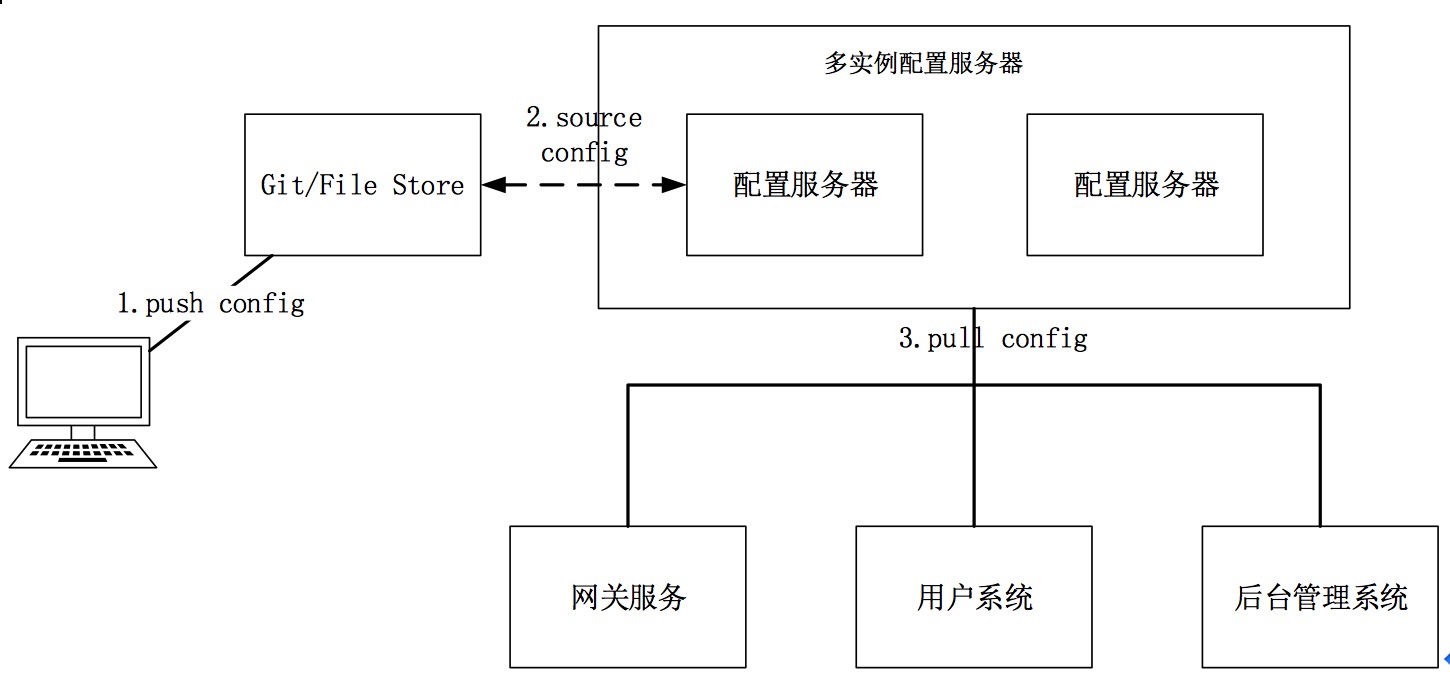 多实例配置服务器
2.source
config
Git/File Store
配置服务器
配置服务器
1.push config
3.pull config
网关服务
用户系统
后台管理系统